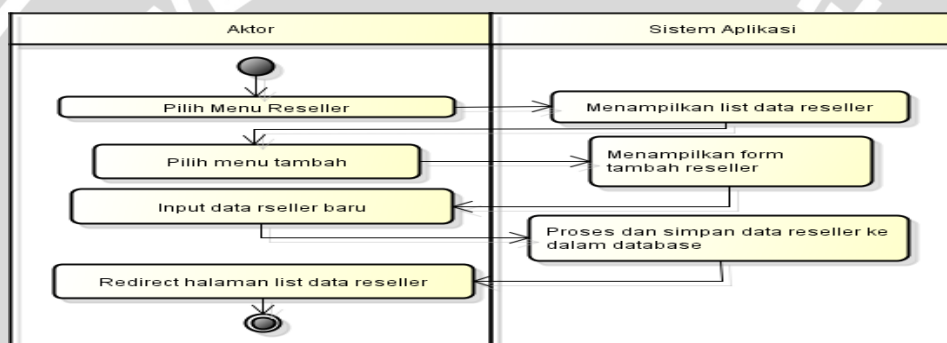 Aktor
Sistem Aplikasi
Pilih Menu Reseller
Menampilkan list data reseller
Pilih menu tambah
Menampilkan form
tambah reseller
Input data rseller baru
Proses dan simpan data reseller ke
dalam database
Redirect halaman list data reseller